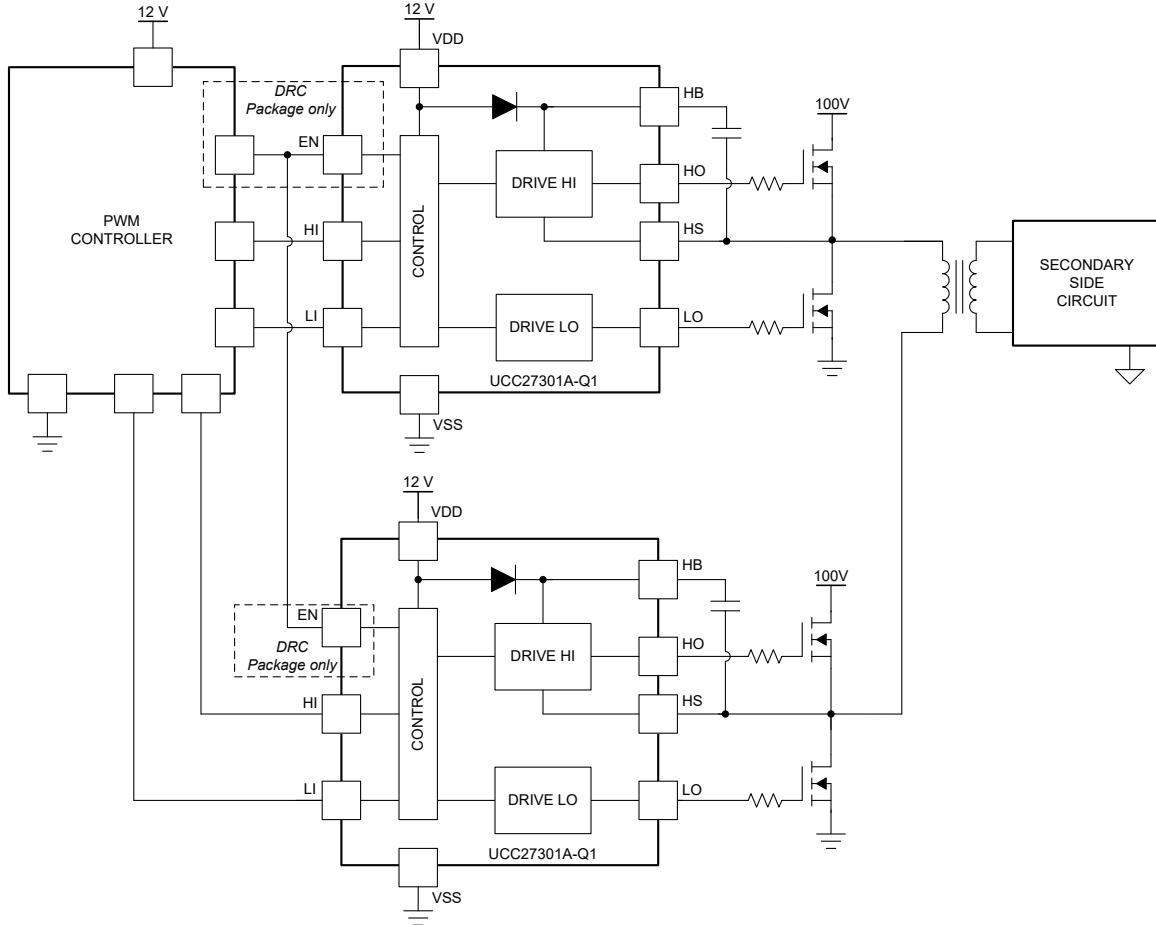 12 V
12 V
VDD
DRC
Package only
HB
100V
EN
DRIVE HI
HO
PWM
CONTROLLER
HI
CONTROL
HS
SECONDARY
SIDE
CIRCUIT
LI
DRIVE LO
LO
UCC27301A-Q1
VSS
12 V
VDD
HB
100V
EN
DRC
Package only
DRIVE HI
HO
HI
CONTROL
HS
LI
DRIVE LO
LO
UCC27301A-Q1
VSS